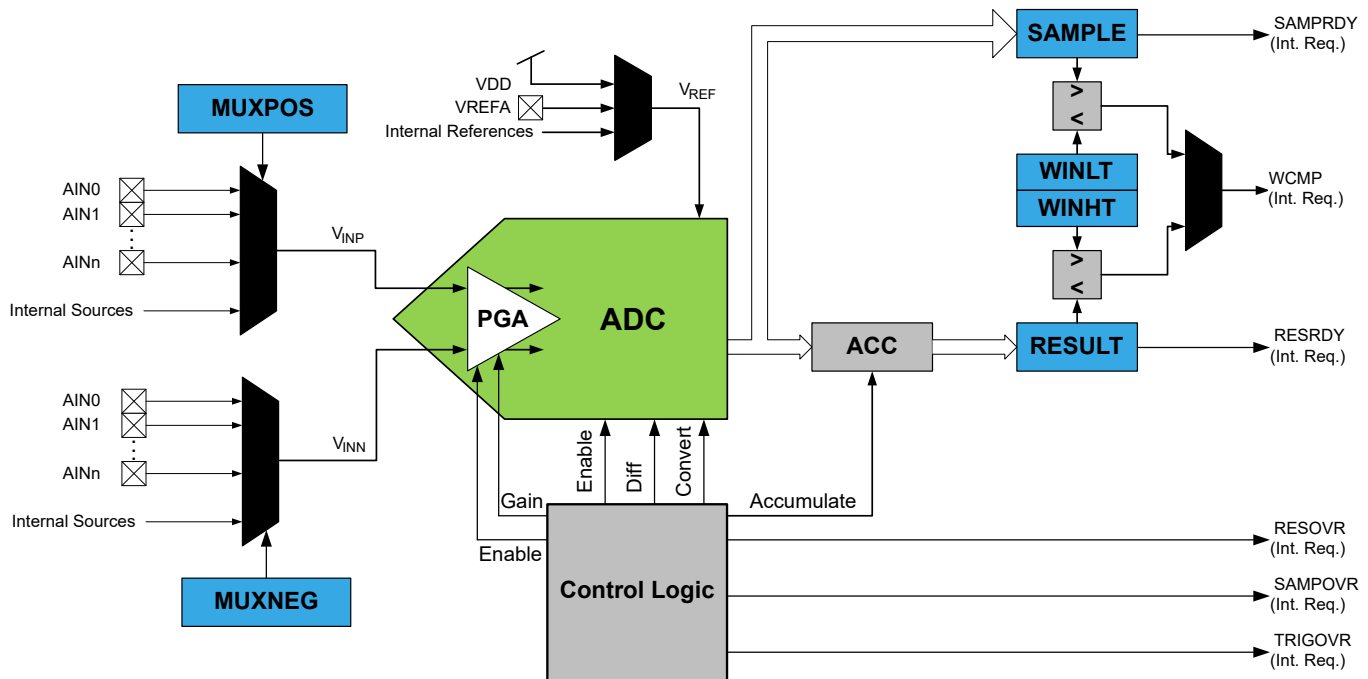 SAMPLE
SAMPRDY
(Int. Req.)
VDD
VREFA
Internal References
VREF
MUXPOS
>
<
WINLT
WINHT
WCMP
(Int. Req.)
AIN0
AIN1
AINn
Internal Sources
VINP
>
<
PGA
ADC
ACC
RESULT
RESRDY
(Int. Req.)
AIN0
AIN1
AINn
Internal Sources
VINN
MUXNEG
Gain
Enable
Enable
Diff
Convert
Accumulate
Control Logic
RESOVR
(Int. Req.)
SAMPOVR
(Int. Req.)
TRIGOVR
(Int. Req.)